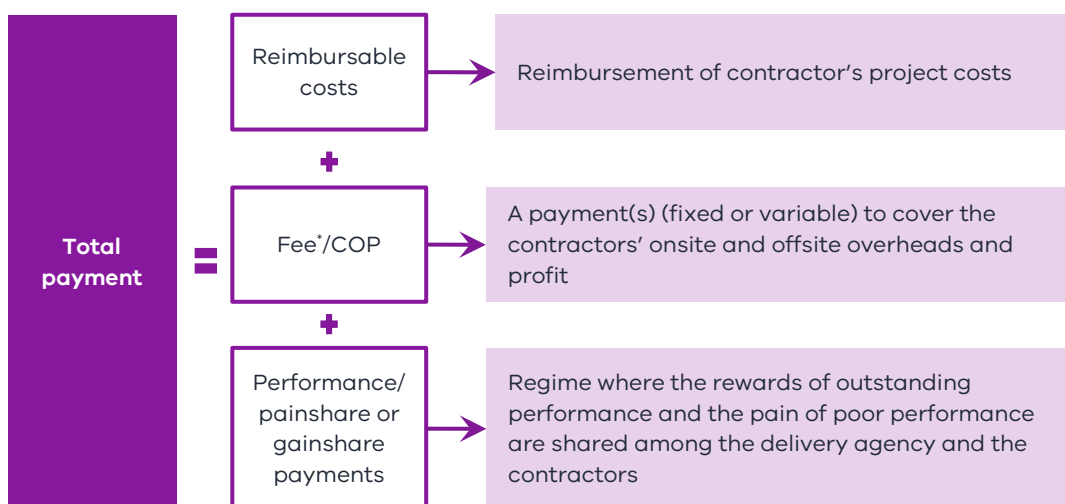 Total
payment
=
Reimbursable
costs
Reimbursement of contractor's project costs
+
Fee*/COP
A payment(s) (fixed or variable) to cover the
contractors' onsite and offsite overheads and
profit
+
Performance/
painshare or
gainshare
payments
Regime where the rewards of outstanding
performance and the pain of poor performance
are shared among the delivery agency and the
contractors